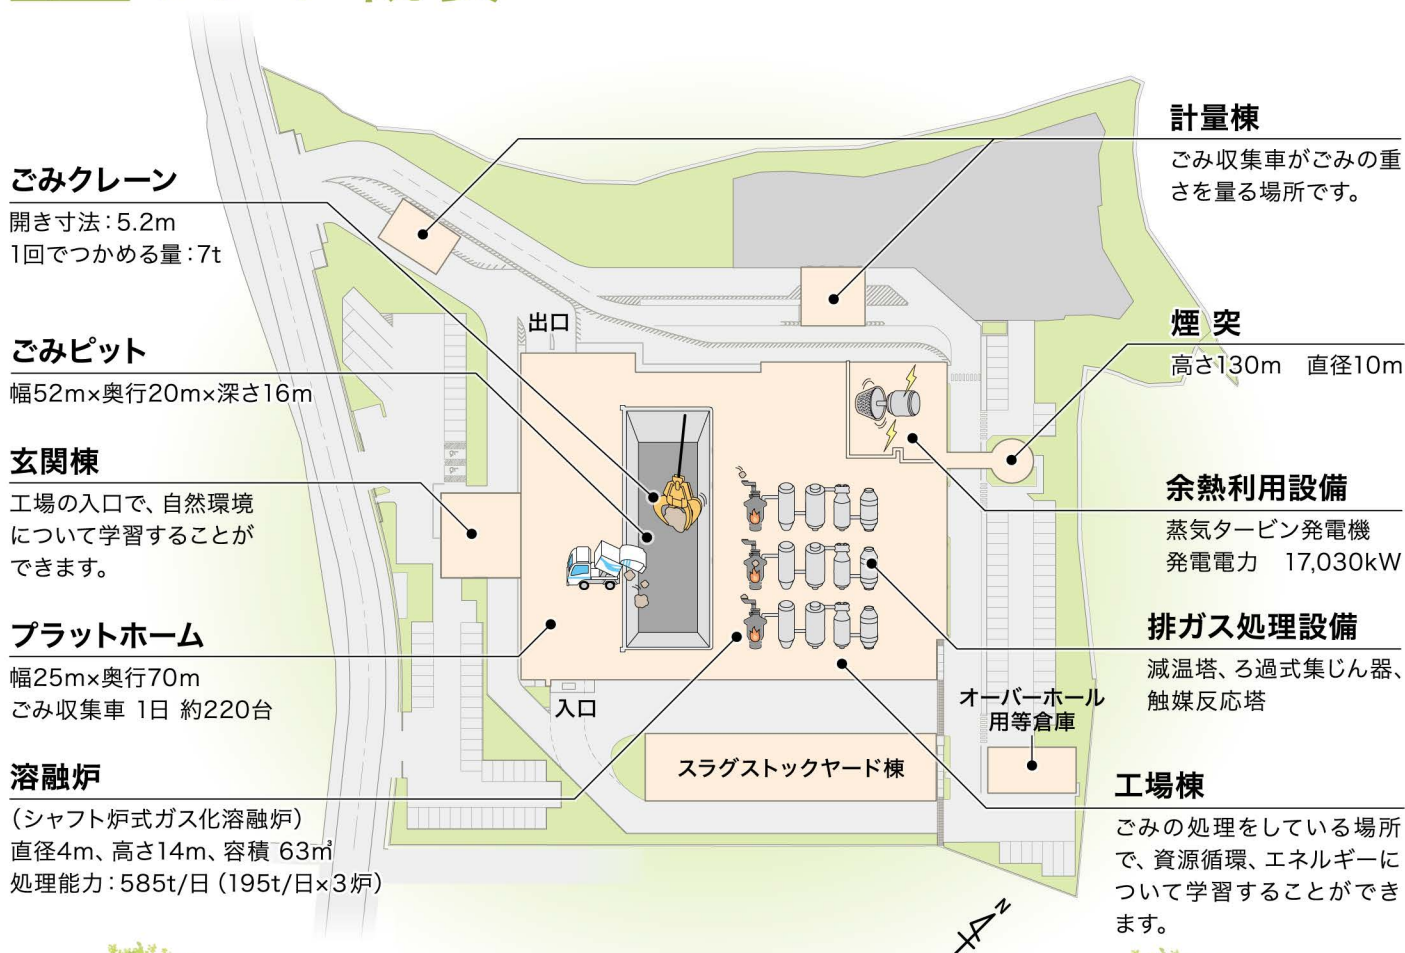 計量棟
ごみ収集車がごみの重
さを量る場所です。
ごみクレーン
開き寸法：5.2m
1回でつかめる量：7t
出口
煙 突
高さ130m 直径10m
ごみピット
幅52m×奥行20m×深さ16m
玄関棟
工場の入口で、自然環境
について学習することが
できます。
余熱利用設備
蒸気タービン発電機
発電電力 17,030kW
プラットホーム
幅25m×奥行70m
ごみ収集車 1日 約220台
排ガス処理設備
減温塔、ろ過式集じん器、
触媒反応塔
入口
オーバーホール
用等倉庫
スラグストックヤード棟
溶融炉
（シャフト炉式ガス化溶融炉）
直径4m、高さ14m、容積 63㎥
処理能力：585t/日（195t/日×3炉）
工場棟
ごみの処理をしている場所
で、資源循環、エネルギーに
ついて学習することができ
ます。
N